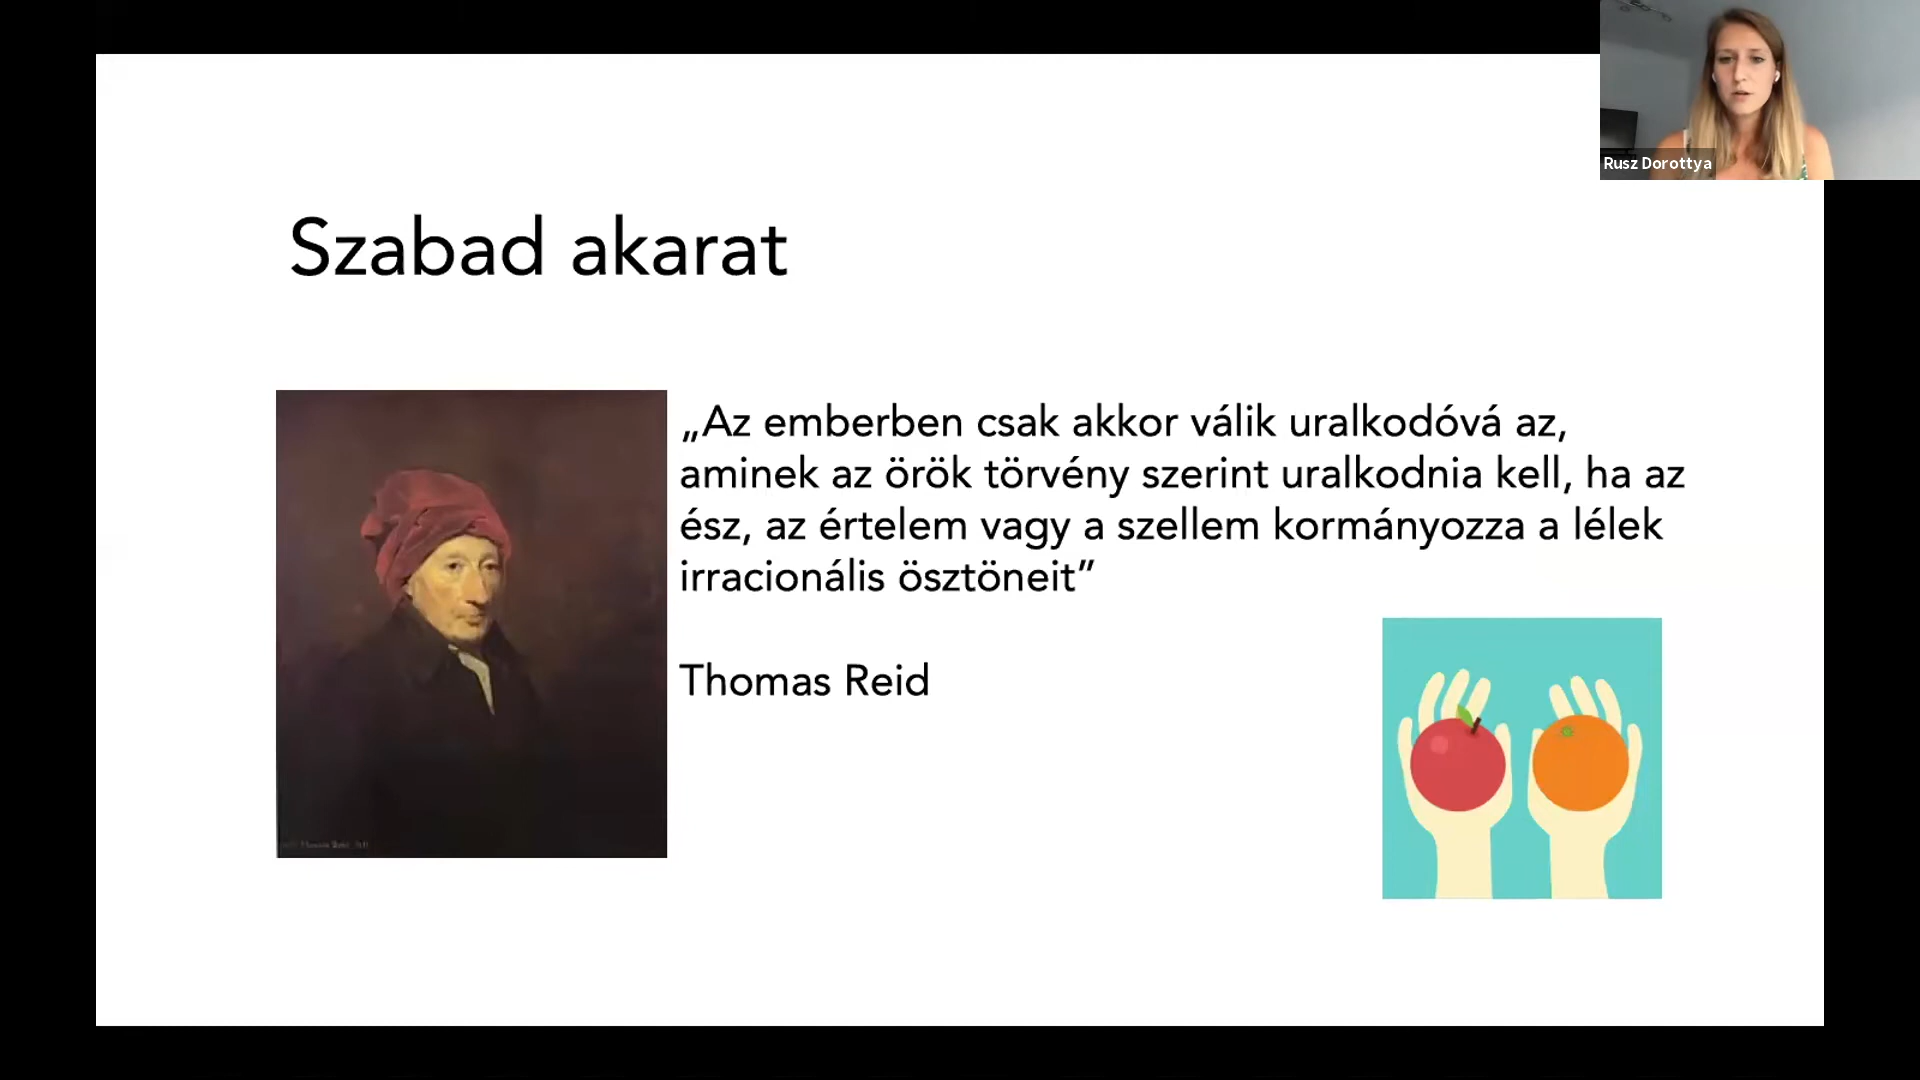 Rusz Dorottya
Szabad akarat
„Az emberben csak akkor válik uralkodóvá az,
aminek az örök törvény szerint uralkodnia kell, ha az
ész, az értelem vagy a szellem kormányozza a lélek
irracionális ösztöneit”
Thomas Reid